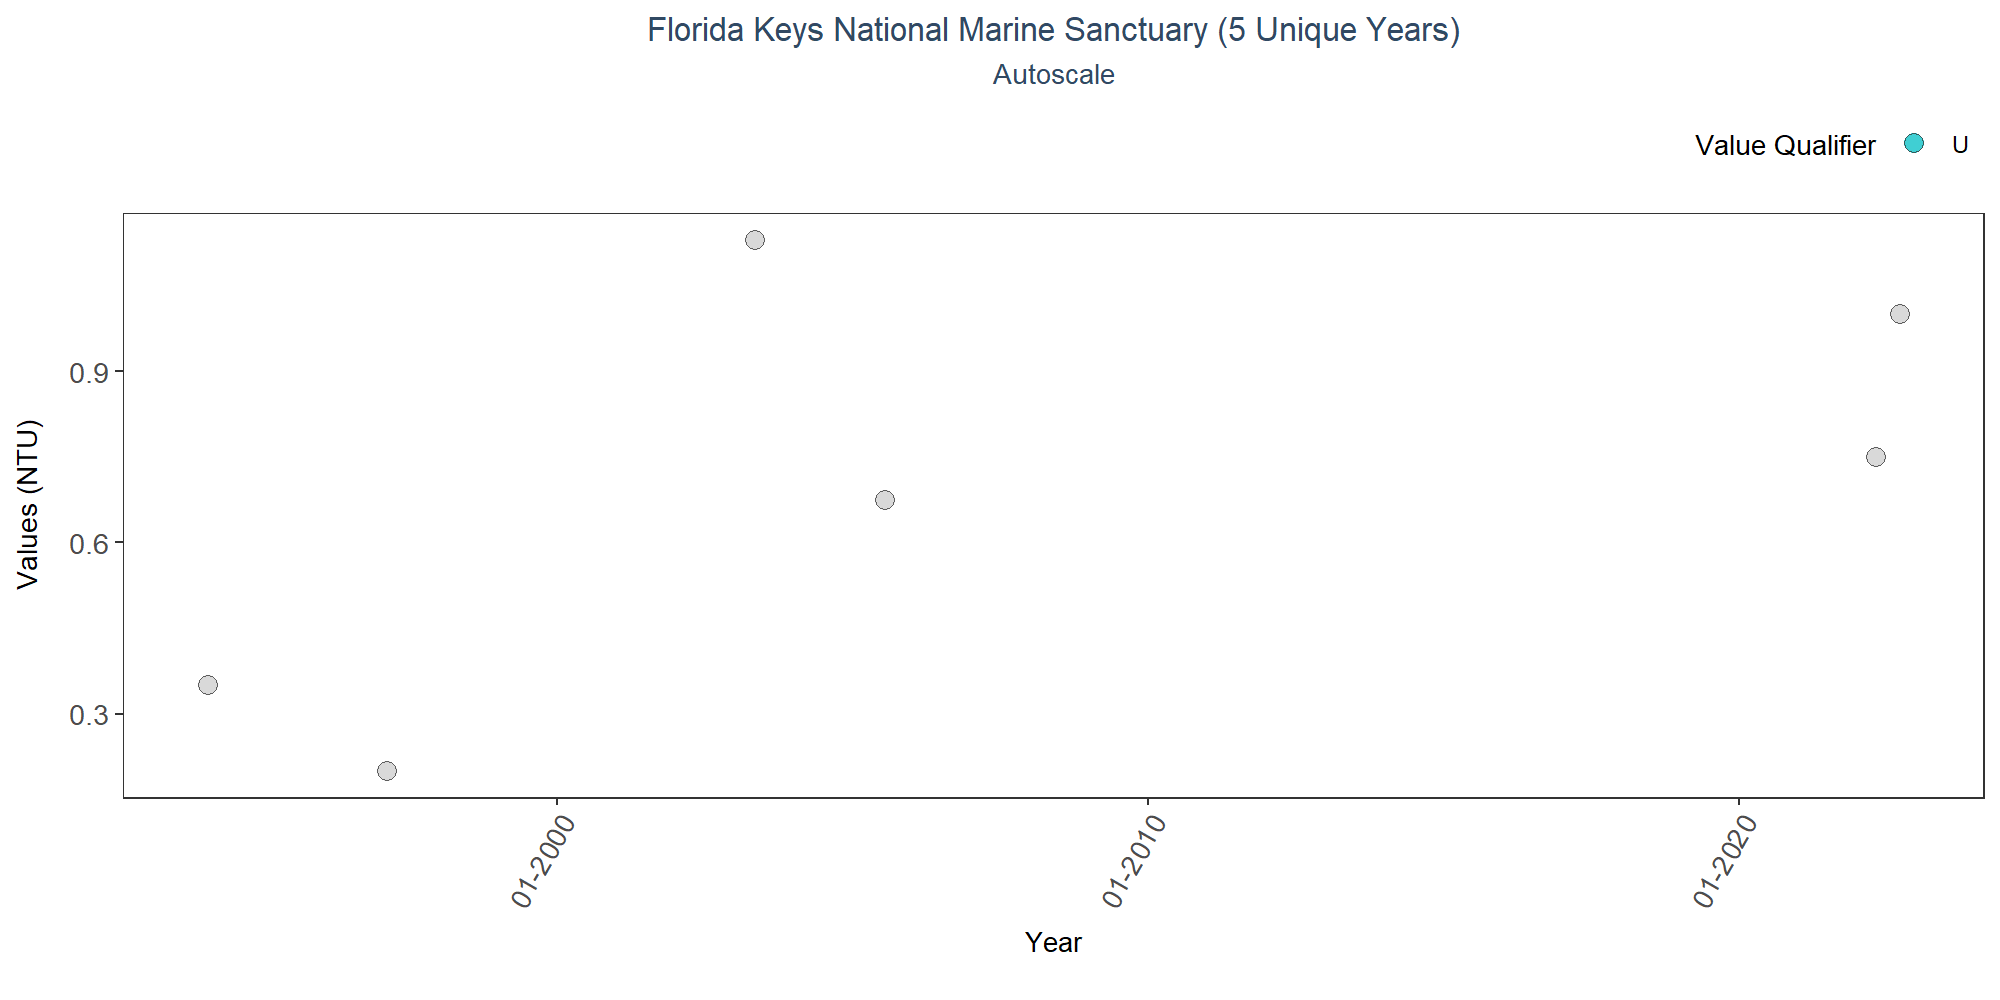 Florida Keys National Marine Sanctuary (5 Unique Years)
Autoscale
Value Qualifier U
Values (NTU)
0.9
0.6
0.3
01-2000
01-2010
01-2020
Year